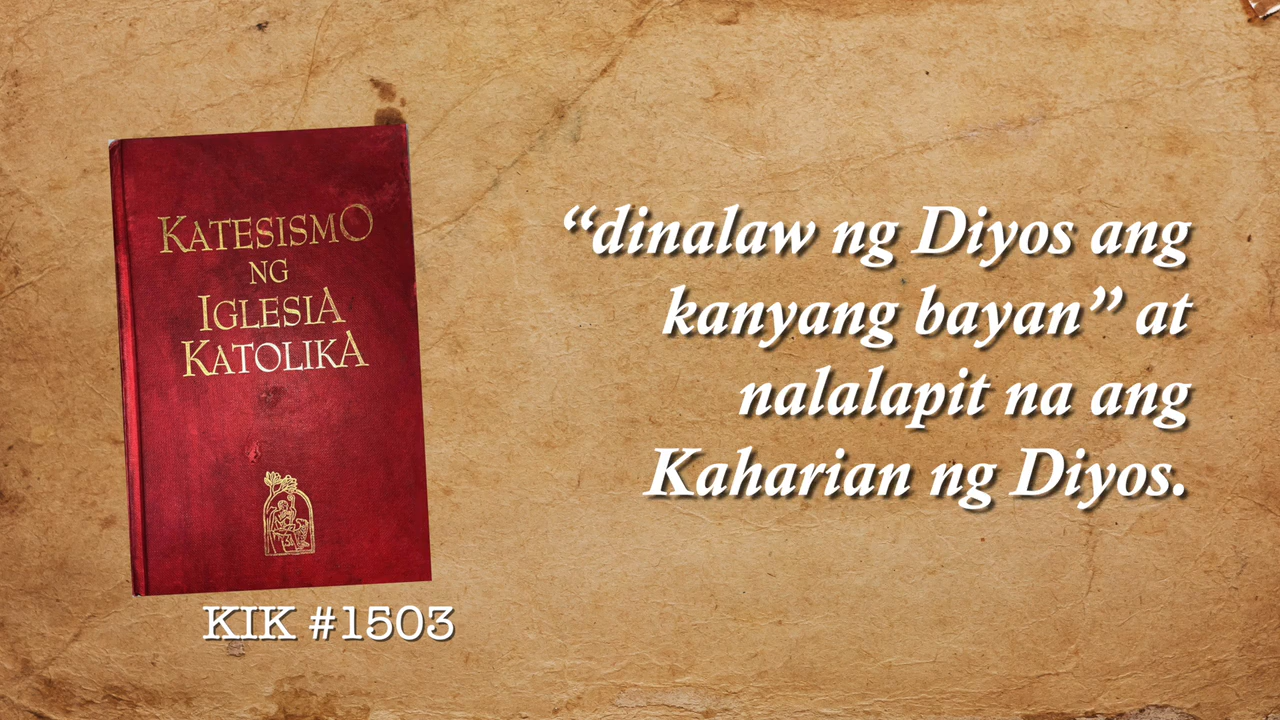 KATESISMO
NG
IGLESIA
KATOLIKA
KIK #1503
“dinalaw ng Diyos ang
kanyang bayan” at
nalalapit na ang
Kaharian ng Diyos.